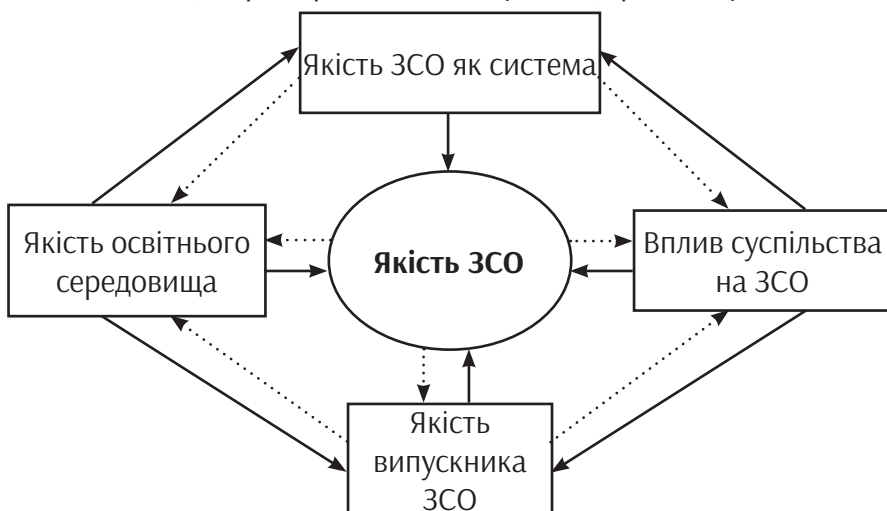 Якість ЗСО як система
Якість освітнього
середовища
Якість ЗСО
Вплив суспільства
на ЗСО
Якість
випускника
ЗСО